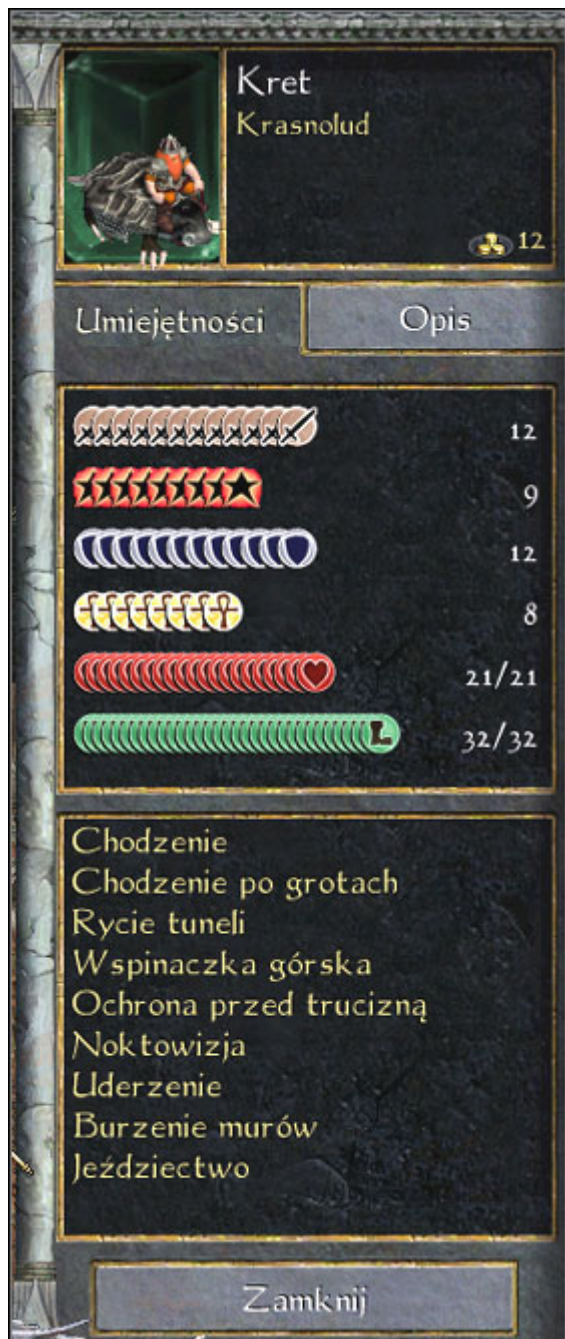 Kret
Krasnolud
12
Umiejętności
Opis
12
9
12
8
21/21
32/32
Chodzenie
Chodzenie po grotach
Rycie tuneli
Wspinaczka górska
Ochrona przed trucizną
Noktowizja
Uderzenie
Burzenie murów
Jeździectwo
Zamknij